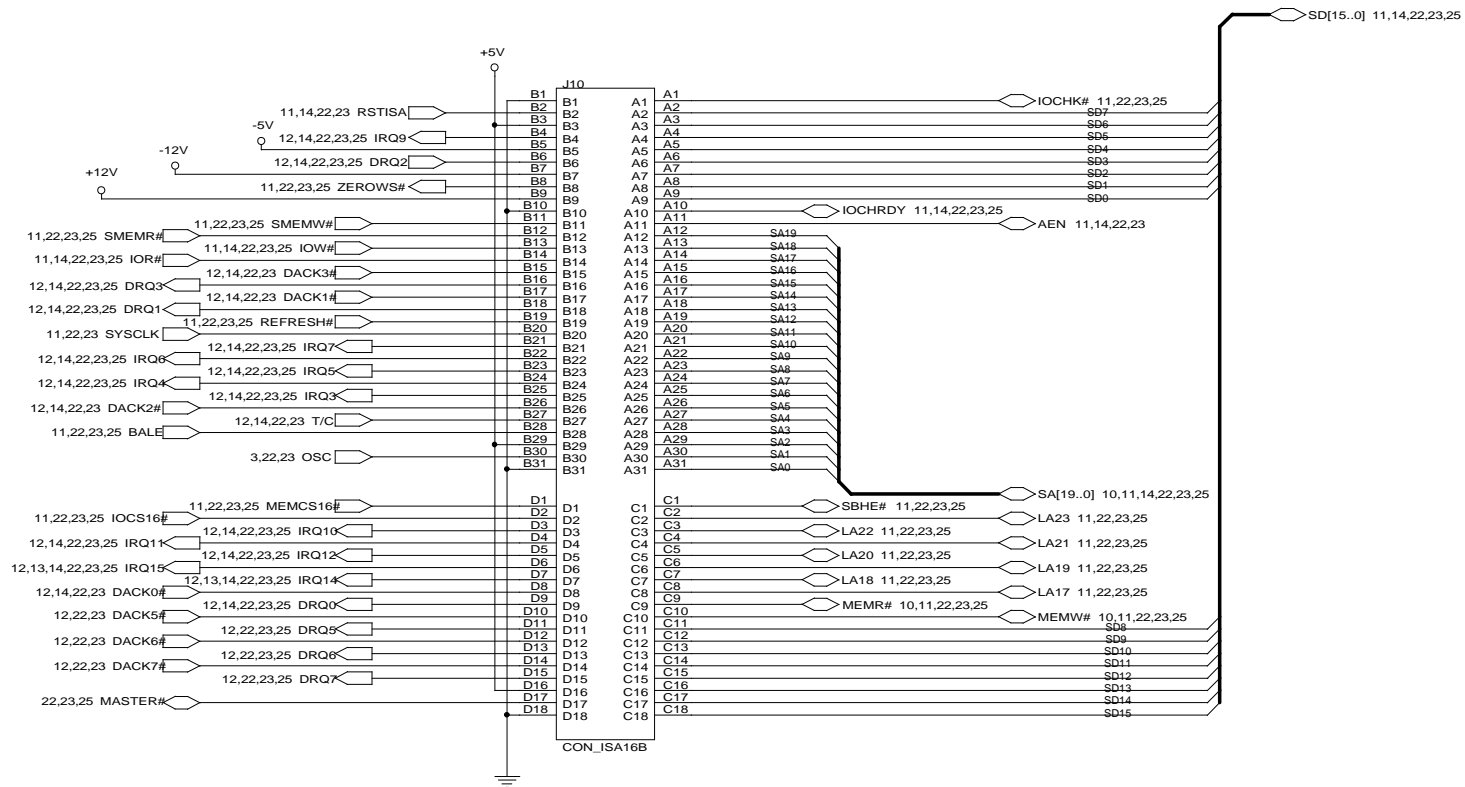 SD[15..0] 11,14,22,23,25
+5V
J10
B1 B1 A1 A1 IOCHK# 11,22,23,25
11,14,22,23 RSTISA B2 B2 A2 A2 SD7
B3 B3 A3 A3 SD6
-5V
12,14,22,23,25 IRQ9 B4 B4 A4 A4 SD5
B5 B5 A5 A5 SD4
-12V
12,14,22,23,25 DRQ2 B6 B6 A6 A6 SD3
B7 B7 A7 A7 SD2
+12V
11,22,23,25 ZEROWS# B8 B8 A8 A8 SD1
B9 B9 A9 A9 SD0
B10 B10 A10 A10 IOCHRDY 11,14,22,23,25
11,22,23,25 SMEMW# B11 B11 A11 A11 AEN 11,14,22,23
11,22,23,25 SMEMR# B12 B12 A12 A12 SA19
11,14,22,23,25 IOW# B13 B13 A13 A13 SA18
11,14,22,23,25 IOR# B14 B14 A14 A14 SA17
12,14,22,23 DACK3# B15 B15 A15 A15 SA16
12,14,22,23,25 DRQ3 B16 B16 A16 A16 SA15
12,14,22,23 DACK1# B17 B17 A17 A17 SA14
12,14,22,23,25 DRQ1 B18 B18 A18 A18 SA13
11,22,23,25 REFRESH# B19 B19 A19 A19 SA12
11,22,23 SYSCLK B20 B20 A20 A20 SA11
12,14,22,23,25 IRQ7 B21 B21 A21 A21 SA10
12,14,22,23,25 IRQ6 B22 B22 A22 A22 SA9
12,14,22,23,25 IRQ5 B23 B23 A23 A23 SA8
12,14,22,23,25 IRQ4 B24 B24 A24 A24 SA7
12,14,22,23,25 IRQ3 B25 B25 A25 A25 SA6
12,14,22,23 DACK2# B26 B26 A26 A26 SA5
12,14,22,23 T/C B27 B27 A27 A27 SA4
11,22,23,25 BALE B28 B28 A28 A28 SA3
B29 B29 A29 A29 SA2
3,22,23 OSC B30 B30 A30 A30 SA1
B31 B31 A31 A31 SA0
SA[19..0] 10,11,14,22,23,25
11,22,23,25 MEMCS16# D1 D1 C1 C1 SBHE# 11,22,23,25
11,22,23,25 IOCS16# D2 D2 C2 C2 LA23 11,22,23,25
12,14,22,23,25 IRQ10 D3 D3 C3 C3 LA22 11,22,23,25
12,14,22,23,25 IRQ11 D4 D4 C4 C4 LA21 11,22,23,25
12,14,22,23,25 IRQ12 D5 D5 C5 C5 LA20 11,22,23,25
12,13,14,22,23,25 IRQ15 D6 D6 C6 C6 LA19 11,22,23,25
12,13,14,22,23,25 IRQ14 D7 D7 C7 C7 LA18 11,22,23,25
12,14,22,23 DACK0# D8 D8 C8 C8 LA17 11,22,23,25
12,14,22,23,25 DRQ0 D9 D9 C9 C9 MEMR# 10,11,22,23,25
12,22,23 DACK5# D10 D10 C10 C10 MEMW# 10,11,22,23,25
12,22,23,25 DRQ5 D11 D11 C11 C11 SD8
12,22,23 DACK6# D12 D12 C12 C12 SD9
12,22,23,25 DRQ6 D13 D13 C13 C13 SD10
12,22,23 DACK7# D14 D14 C14 C14 SD11
12,22,23,25 DRQ7 D15 D15 C15 C15 SD12
D16 D16 C16 C16 SD13
22,23,25 MASTER# D17 D17 C17 C17 SD14
D18 D18 C18 C18 SD15
CON_ISA16B